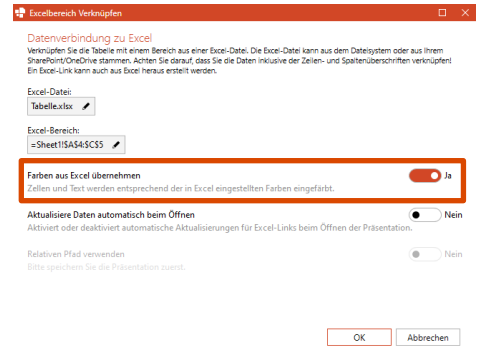 Excelbereich Verknüpfen
Datenverbindung zu Excel
Verknüpfen Sie die Tabelle mit einem Bereich aus einer Excel-Datei. Die Excel-Datei kann aus dem Dateisystem oder aus Ihrem
SharePoint/OneDrive stammen. Achten Sie darauf, dass Sie die Daten inklusive der Zeilen- und Spaltenüberschriften verknüpfen!
Ein Excel-Link kann auch aus Excel heraus erstellt werden.
Excel-Datei:
Tabelle.xlsx
Excel-Bereich:
=Sheet1!$A$4:$C$5
Farben aus Excel übernehmen Ja
Zellen und Text werden entsprechend der in Excel eingestellten Farben eingefärbt.
Aktualisiere Daten automatisch beim Öffnen Nein
Aktiviert oder deaktiviert automatische Aktualisierungen für Excel-Links beim Öffnen der Präsentation.
Relativen Pfad verwenden Nein
Bitte speichern Sie die Präsentation zuerst.
OK Abbrechen